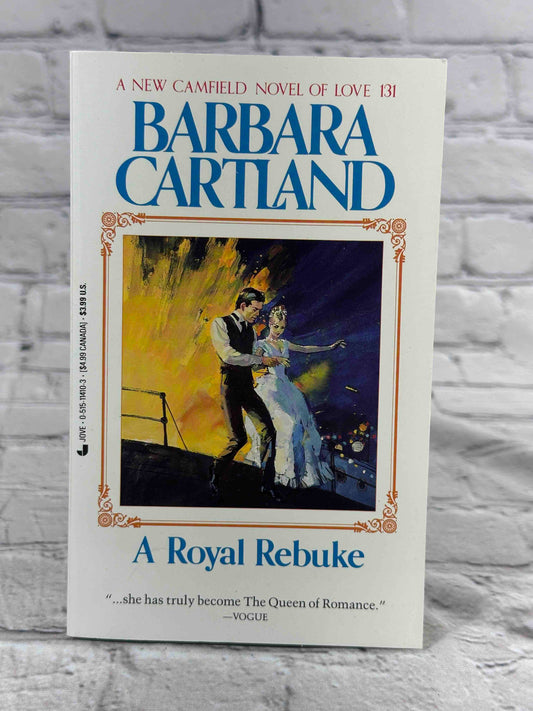 A NEW CAMFIELD NOVEL OF LOVE 131
BARBARA
CARTLAND
JOVE • 0-515-11410-3 • [$4.99 CANADA] • $3.99 U.S.
A Royal Rebuke
“...she has truly become The Queen of Romance.”
—VOGUE